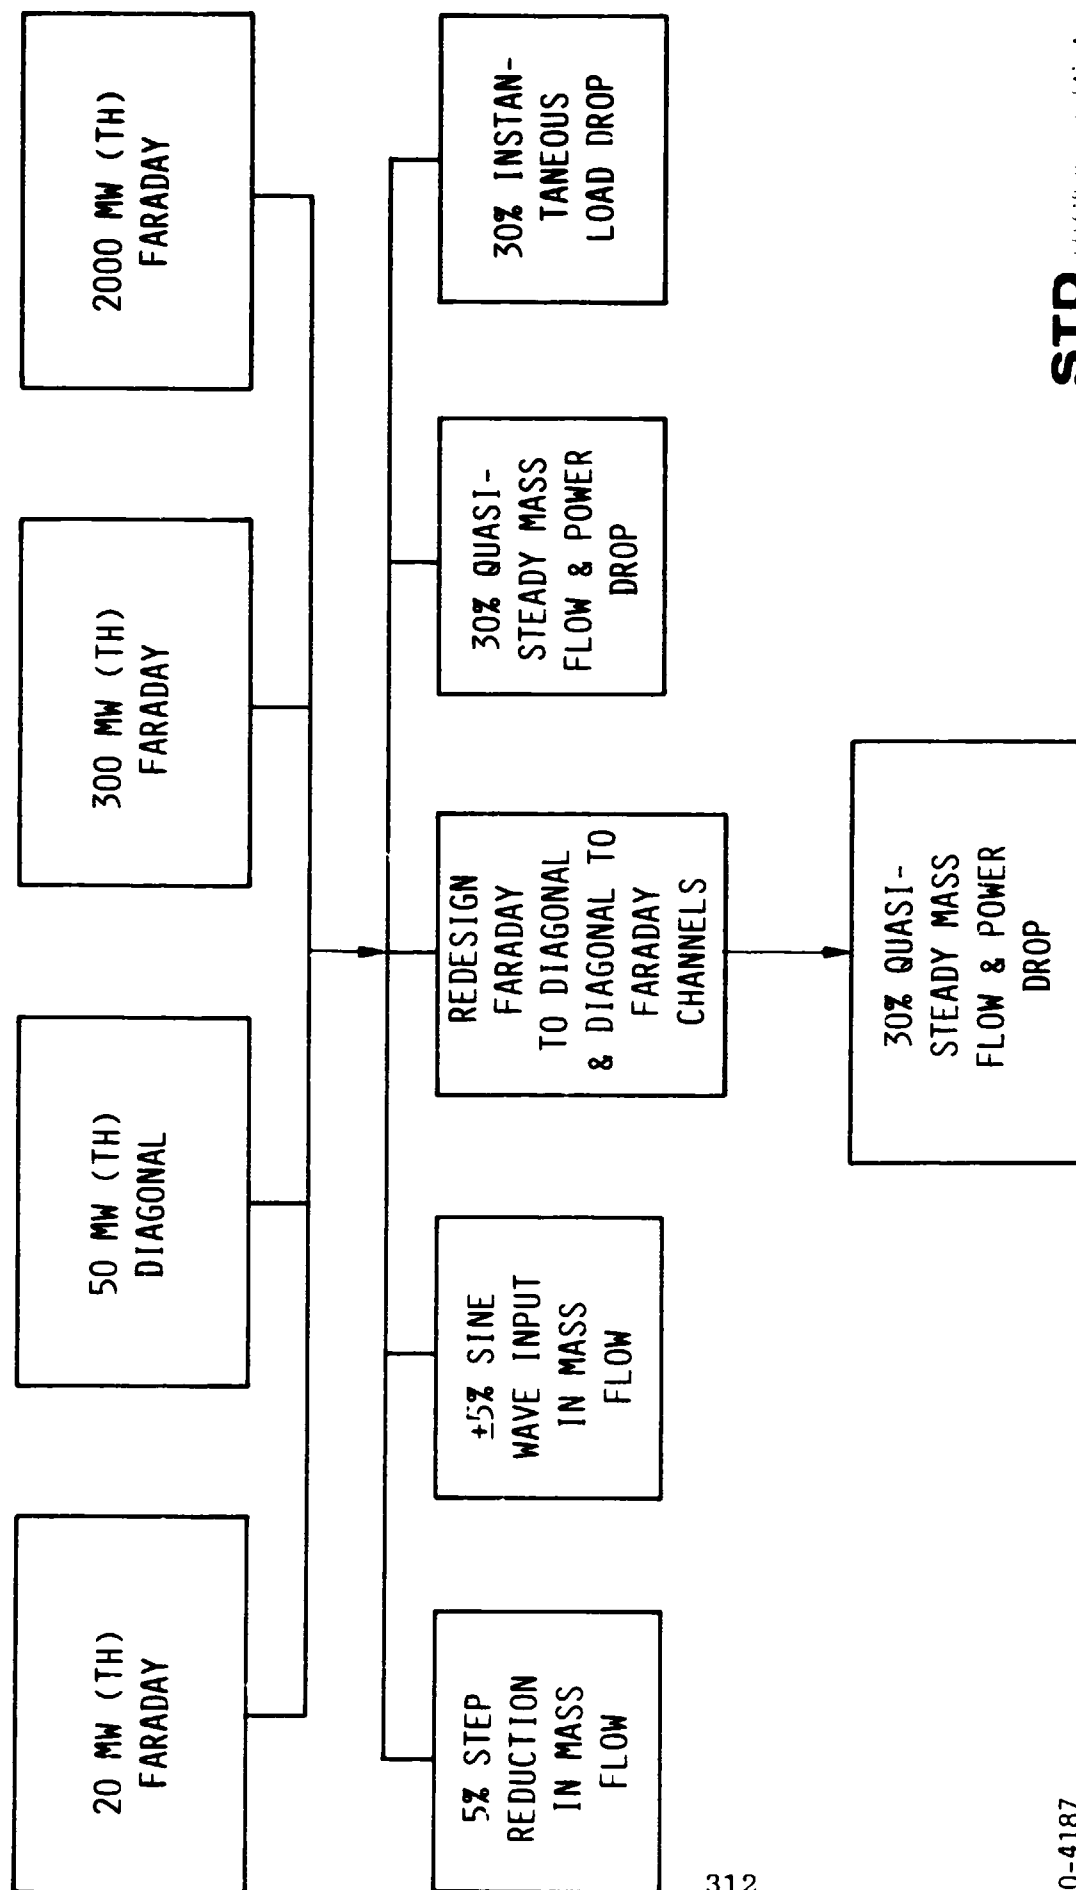 20 MW (TH)
FARADAY
50 MW (TH)
DIAGONAL
300 MW (TH)
FARADAY
2000 MW (TH)
FARADAY
5% STEP
REDUCTION
IN MASS
FLOW
±5% SINE
WAVE INPUT
IN MASS
FLOW
REDESIGN
FARADAY
TO DIAGONAL
& DIAGONAL TO
FARADAY
CHANNELS
30% QUASI-
STEADY MASS
FLOW & POWER
DROP
30% INSTAN-
TANEOUS
LOAD DROP
30% QUASI-
STEADY MASS
FLOW & POWER
DROP
312
0-4187
STD